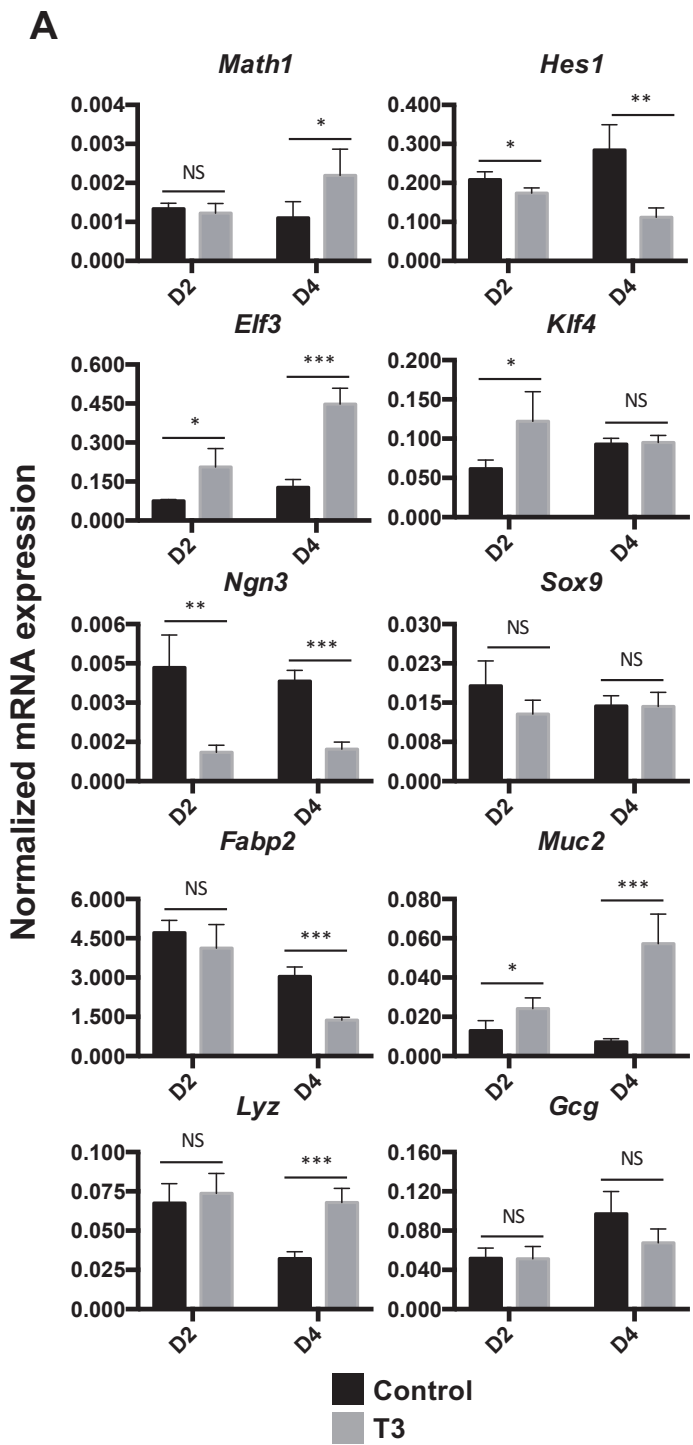 A
Normalized mRNA expression
Math1
0.004
0.003
0.002
0.001
0.000
NS
*
D2
D4
Hes1
0.400
0.300
0.200
0.100
0.000
*
**
D2
D4
Elf3
0.600
0.450
0.300
0.150
0.000
*
***
D2
D4
Klf4
0.200
0.150
0.100
0.050
0.000
*
NS
D2
D4
Ngn3
0.006
0.005
0.003
0.002
0.000
**
***
D2
D4
Sox9
0.030
0.023
0.015
0.008
0.000
NS
NS
D2
D4
Fabp2
6.000
4.500
3.000
1.500
0.000
NS
***
D2
D4
Muc2
0.080
0.060
0.040
0.020
0.000
*
***
D2
D4
Lyz
0.100
0.075
0.050
0.025
0.000
NS
***
D2
D4
Gcg
0.160
0.120
0.080
0.040
0.000
NS
NS
D2
D4
Control
T3